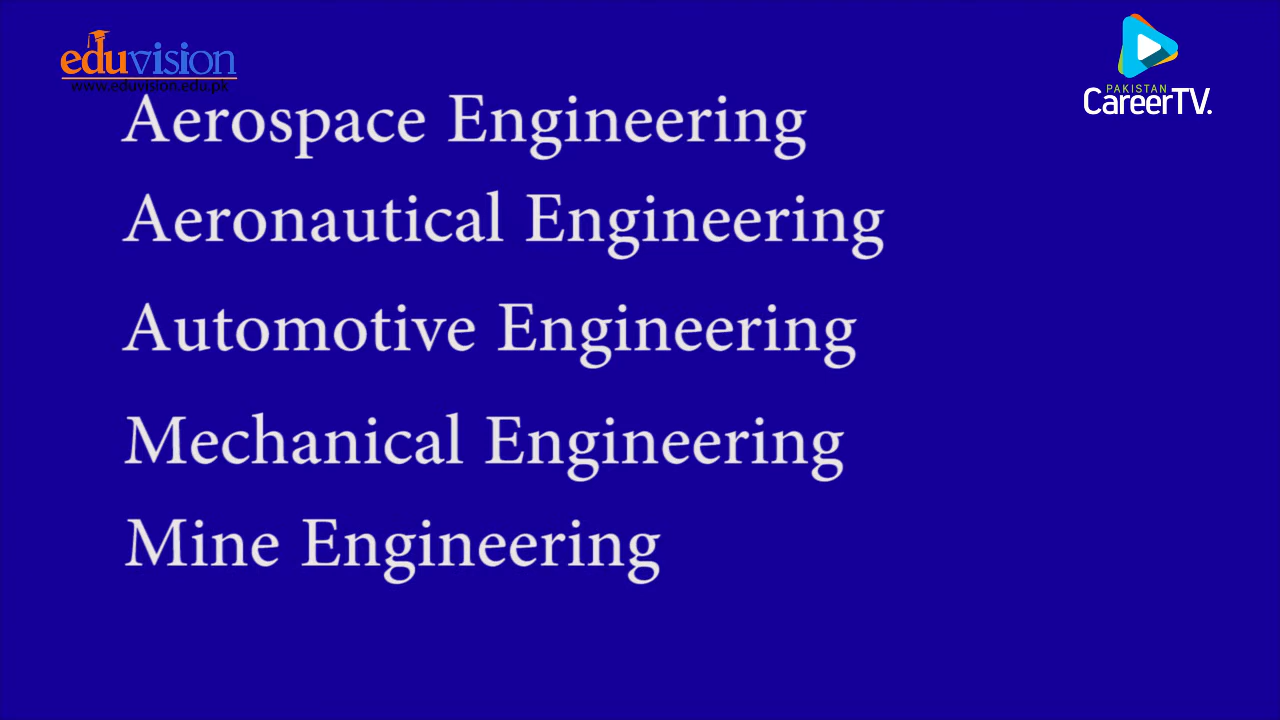 eduvision
www.eduvision.edu.pk
PAKISTAN
CareerTV.
Aerospace Engineering
Aeronautical Engineering
Automotive Engineering
Mechanical Engineering
Mine Engineering